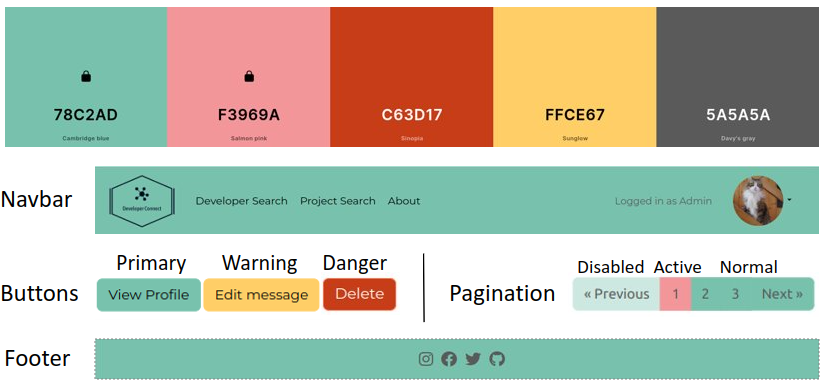 78C2AD F3969A C63D17 FFCE67 5A5A5A
Cambridge blue Salmon pink Sinopia Sunglow Davy's gray
Navbar Developer Connect Developer Search Project Search About Logged in as Admin
Primary Warning Danger Disabled Active Normal
Buttons View Profile Edit message Delete Pagination « Previous 1 2 3 Next »
Footer